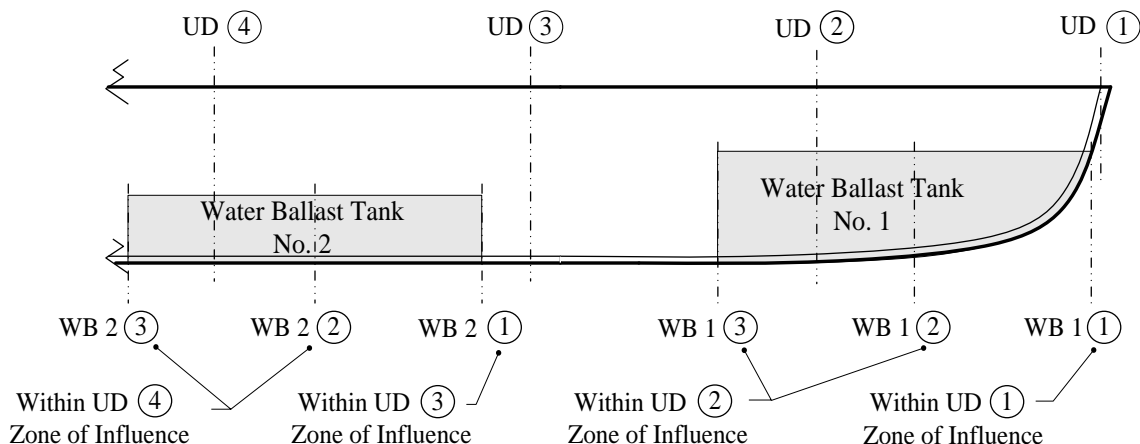 UD 4 UD 3 UD 2 UD 1
Water Ballast Tank
No. 1
Water Ballast Tank
No. 2
WB 2 3 WB 2 2 WB 2 1 WB 1 3 WB 1 2 WB 1 1
Within UD 4 Within UD 3 Within UD 2 Within UD 1
Zone of Influence Zone of Influence Zone of Influence Zone of Influence